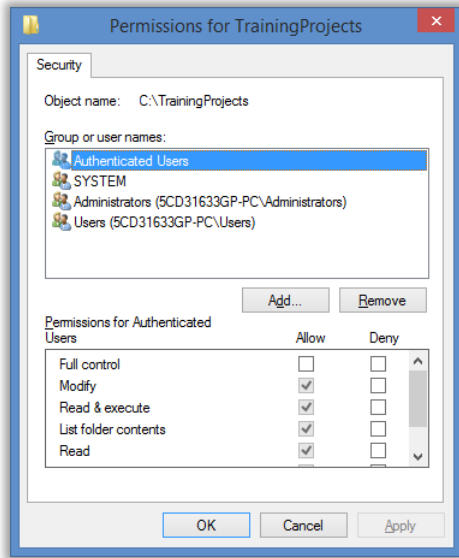 Permissions for TrainingProjects
Security
Object name: C:\TrainingProjects
Group or user names:
Authenticated Users
SYSTEM
Administrators (5CD31633GP-PC\Administrators)
Users (5CD31633GP-PC\Users)
Add... Remove
Permissions for Authenticated
Users Allow Deny
Full control
Modify
Read & execute
List folder contents
Read
OK Cancel Apply